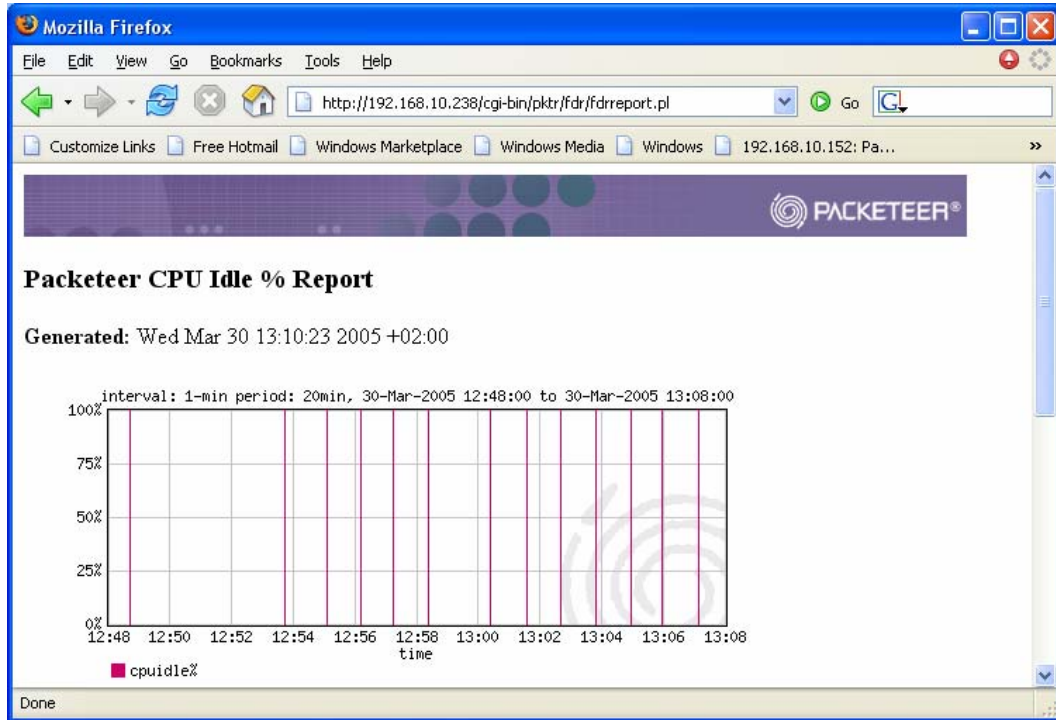 Mozilla Firefox
File Edit View Go Bookmarks Tools Help
http://192.168.10.238/cgi-bin/pktr/fdr/fdrreport.pl Go G
Customize Links Free Hotmail Windows Marketplace Windows Media Windows 192.168.10.152: Pa... »
PACKETEER®
Packeteer CPU Idle % Report
Generated: Wed Mar 30 13:10:23 2005 +02:00
interval: 1-min period: 20min, 30-Mar-2005 12:48:00 to 30-Mar-2005 13:08:00
100%
75%
50%
25%
0%
12:48 12:50 12:52 12:54 12:56 12:58 13:00 13:02 13:04 13:06 13:08
time
cpuidle%
Done